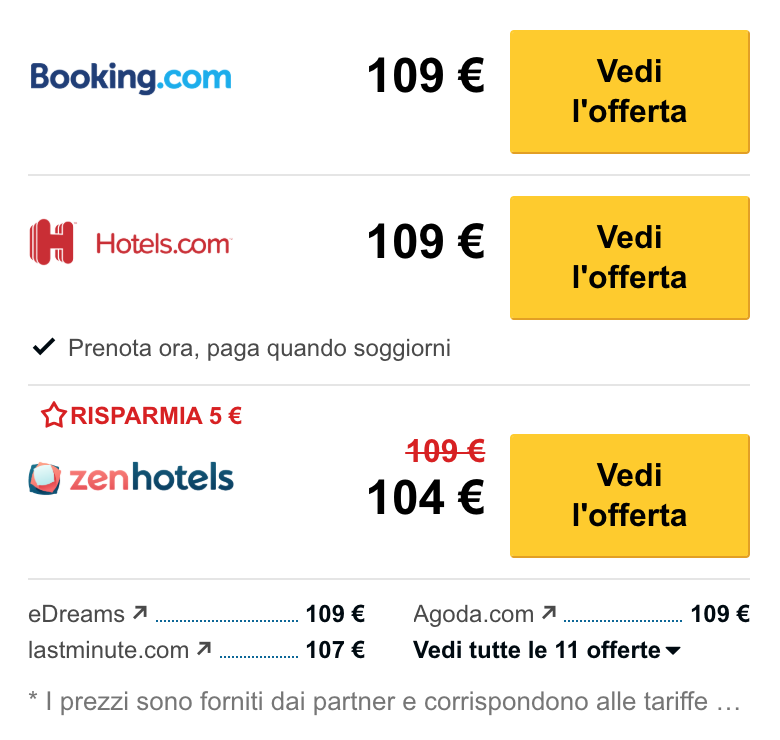 Booking.com
109 €
Vedi
l'offerta
Hotels.com
109 €
Vedi
l'offerta
Prenota ora, paga quando soggiorni
RISPARMIA 5 €
zenhotels
109 €
104 €
Vedi
l'offerta
eDreams 109 €
Agoda.com 109 €
lastminute.com 107 €
Vedi tutte le 11 offerte
* I prezzi sono forniti dai partner e corrispondono alle tariffe …